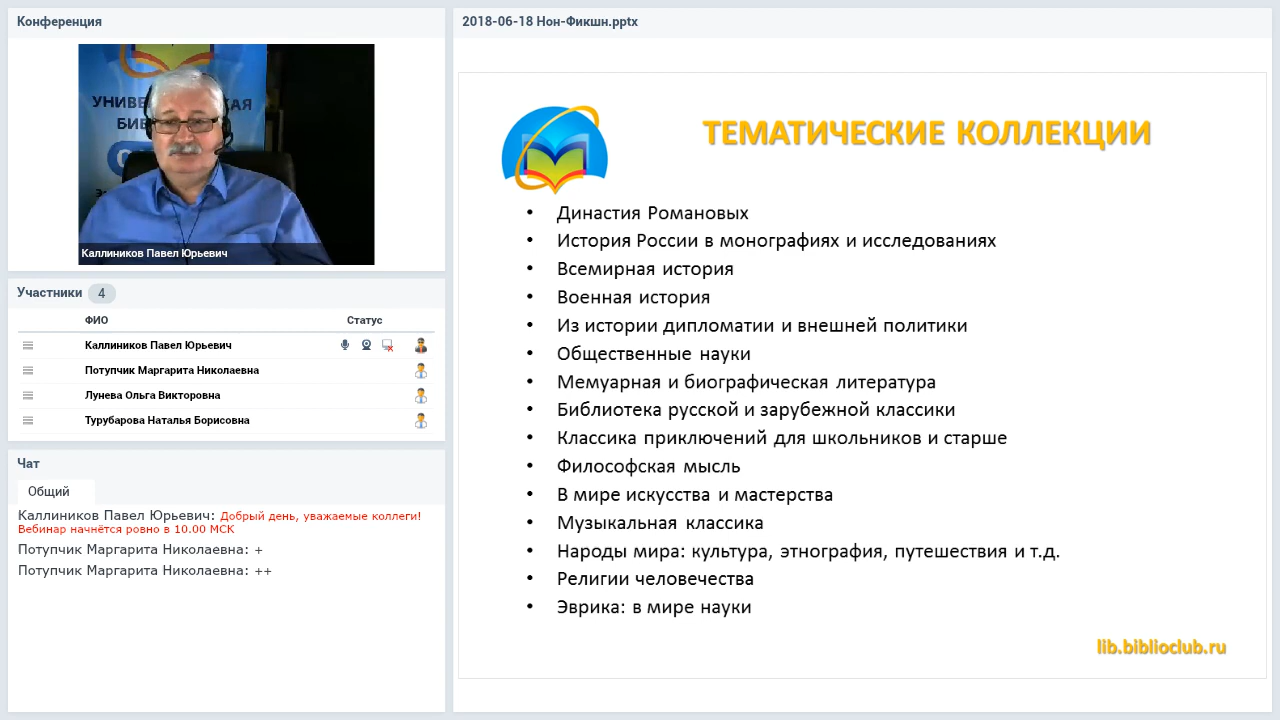 Конференция
УНИВЕ
КАЯ
БИБ
Каллиников Павел Юрьевич
Участники 4
ФИО Статус
Каллиников Павел Юрьевич
Потупчик Маргарита Николаевна
Лунева Ольга Викторовна
Турубарова Наталья Борисовна
Чат
Общий
Каллиников Павел Юрьевич: Добрый день, уважаемые коллеги!
Вебинар начнётся ровно в 10.00 МСК
Потупчик Маргарита Николаевна: +
Потупчик Маргарита Николаевна: ++
2018-06-18 Нон-Фикшн.pptx
ТЕМАТИЧЕСКИЕ КОЛЛЕКЦИИ
• Династия Романовых
• История России в монографиях и исследованиях
• Всемирная история
• Военная история
• Из истории дипломатии и внешней политики
• Общественные науки
• Мемуарная и биографическая литература
• Библиотека русской и зарубежной классики
• Классика приключений для школьников и старше
• Философская мысль
• В мире искусства и мастерства
• Музыкальная классика
• Народы мира: культура, этнография, путешествия и т.д.
• Религии человечества
• Эврика: в мире науки
lib.biblioclub.ru